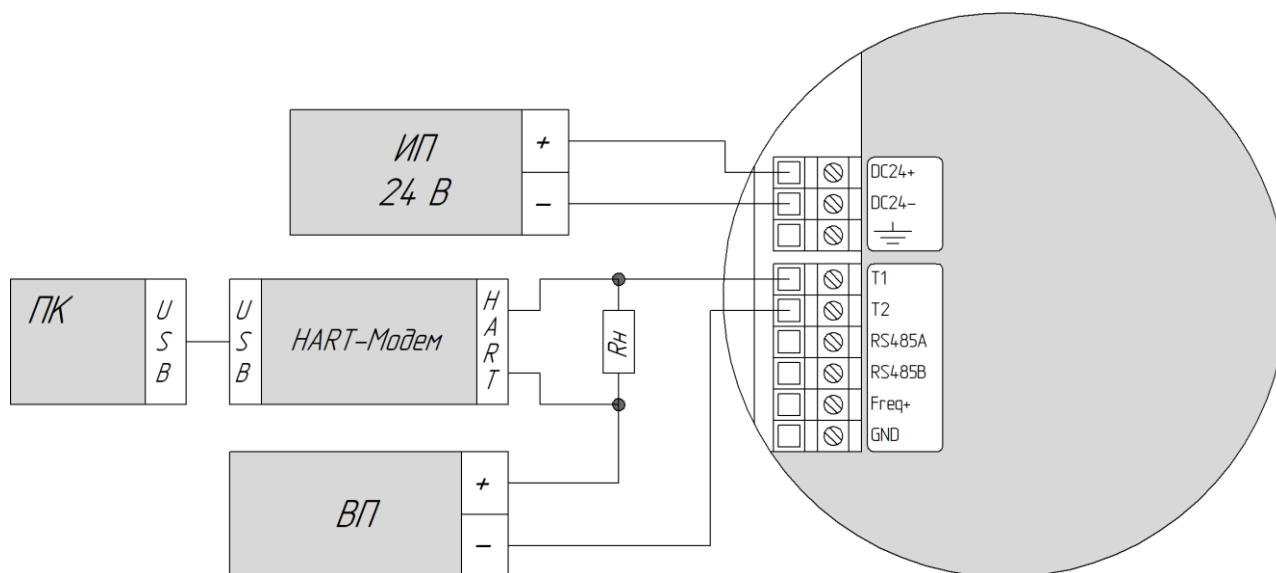 ИП
24 В
+
−
DC24+
DC24−
ПК
USB
USB
HART-Модем
HART
Rн
T1
T2
RS485A
RS485B
Freq+
GND
ВП
+
−